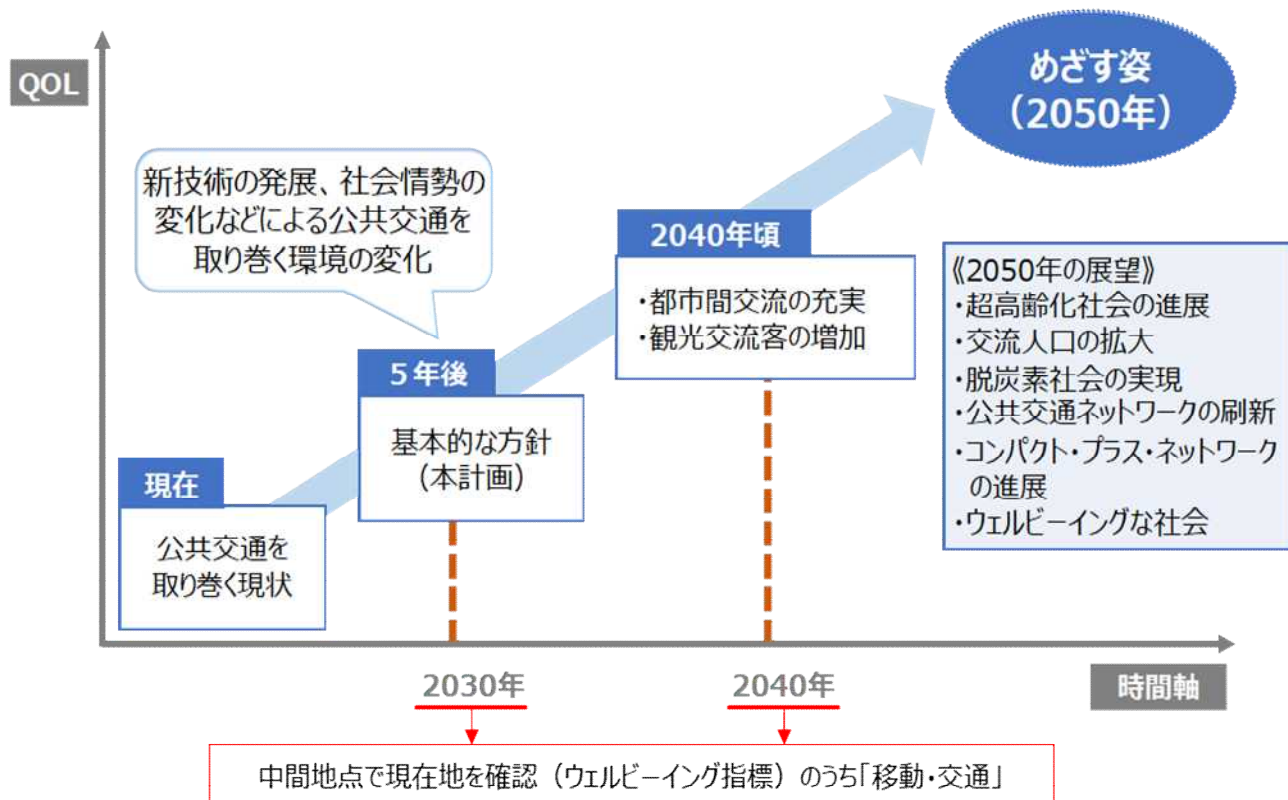 QOL
めざす姿
（2050年）
新技術の発展、社会情勢の
変化などによる公共交通を
取り巻く環境の変化
2040年頃
・都市間交流の充実
・観光交流客の増加
《2050年の展望》
・超高齢化社会の進展
・交流人口の拡大
・脱炭素社会の実現
・公共交通ネットワークの刷新
・コンパクト・プラス・ネットワーク
の進展
・ウェルビーイングな社会
５年後
基本的な方針
（本計画）
現在
公共交通を
取り巻く現状
2030年
2040年
時間軸
中間地点で現在地を確認（ウェルビーイング指標）のうち「移動・交通」